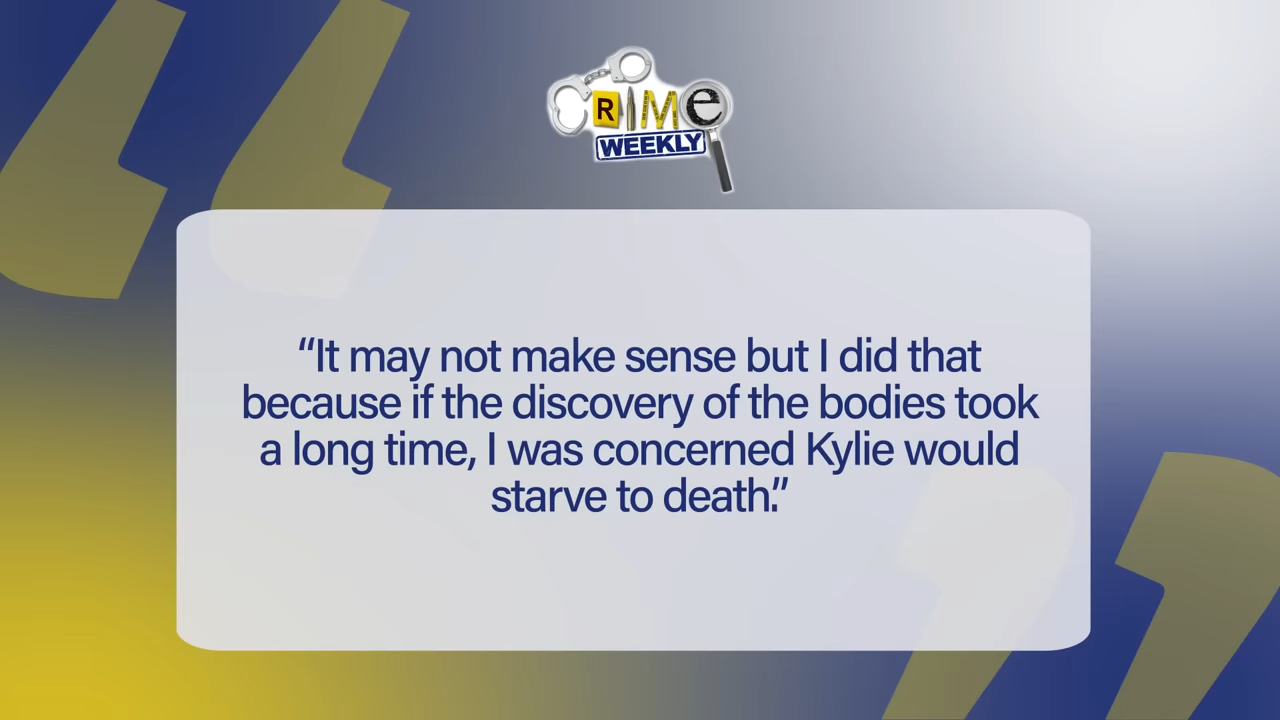 CRIME
WEEKLY
“It may not make sense but I did that
because if the discovery of the bodies took
a long time, I was concerned Kylie would
starve to death.”